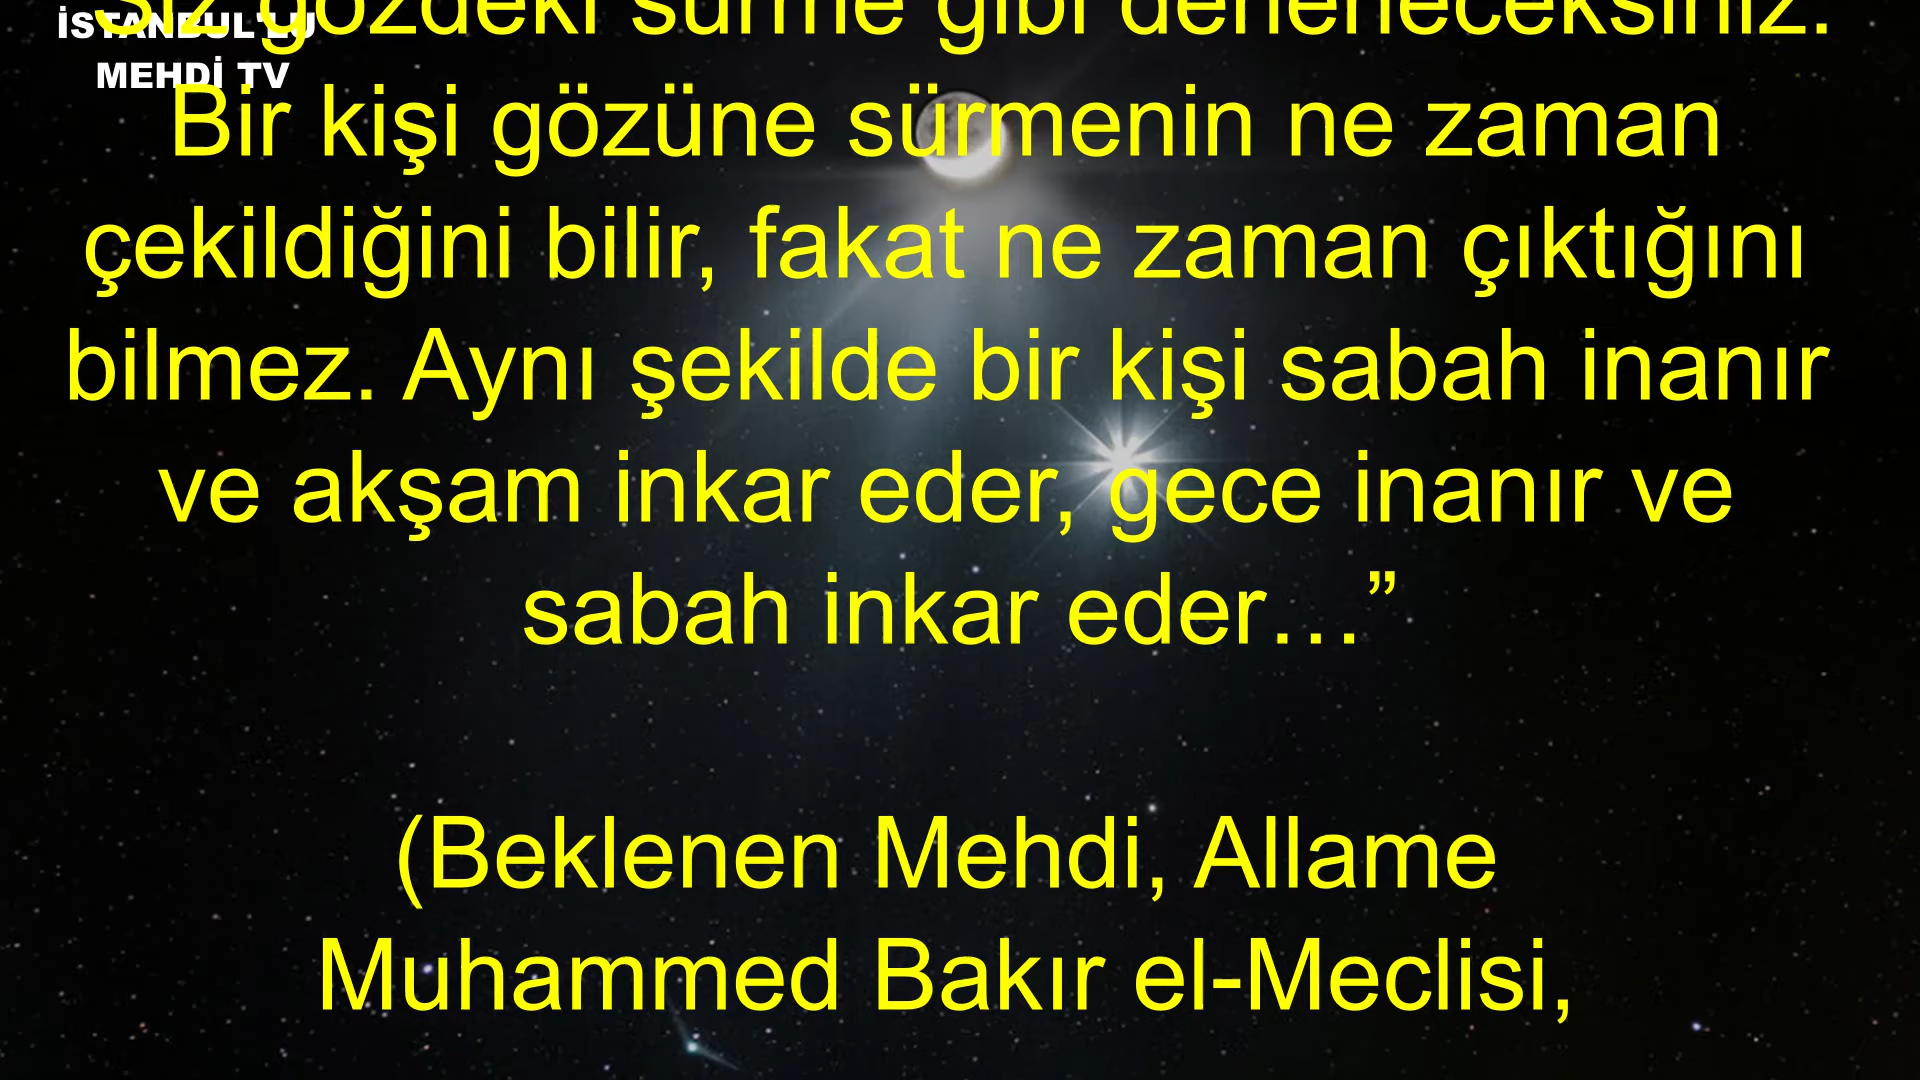 Siz gözdeki sürme gibi deneneceksiniz.
İSTANBUL'LU
MEHDİ TV
Bir kişi gözüne sürmenin ne zaman
çekildiğini bilir, fakat ne zaman çıktığını
bilmez. Aynı şekilde bir kişi sabah inanır
ve akşam inkar eder, gece inanır ve
sabah inkar eder…”
(Beklenen Mehdi, Allame
Muhammed Bakır el-Meclisi,